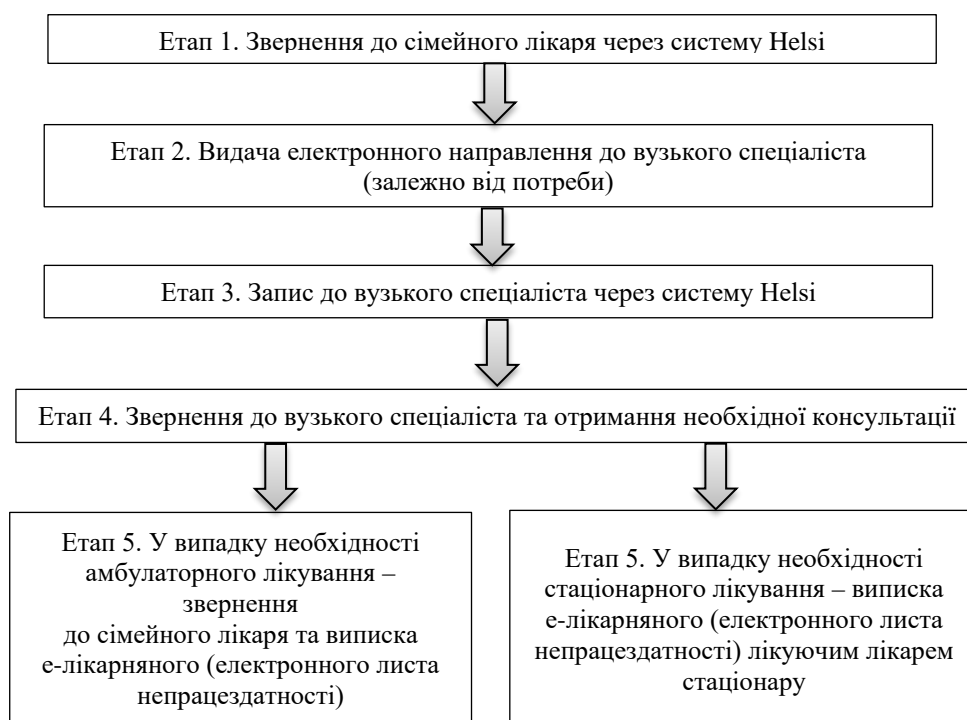 Етап 1. Звернення до сімейного лікаря через систему Helsi
Етап 2. Видача електронного направлення до вузького спеціаліста
(залежно від потреби)
Етап 3. Запис до вузького спеціаліста через систему Helsi
Етап 4. Звернення до вузького спеціаліста та отримання необхідної консультації
Етап 5. У випадку необхідності
амбулаторного лікування –
звернення
до сімейного лікаря та виписка
е-лікарняного (електронного листа
непрацездатності)
Етап 5. У випадку необхідності
стаціонарного лікування – виписка
е-лікарняного (електронного листа
непрацездатності) лікуючим лікарем
стаціонару